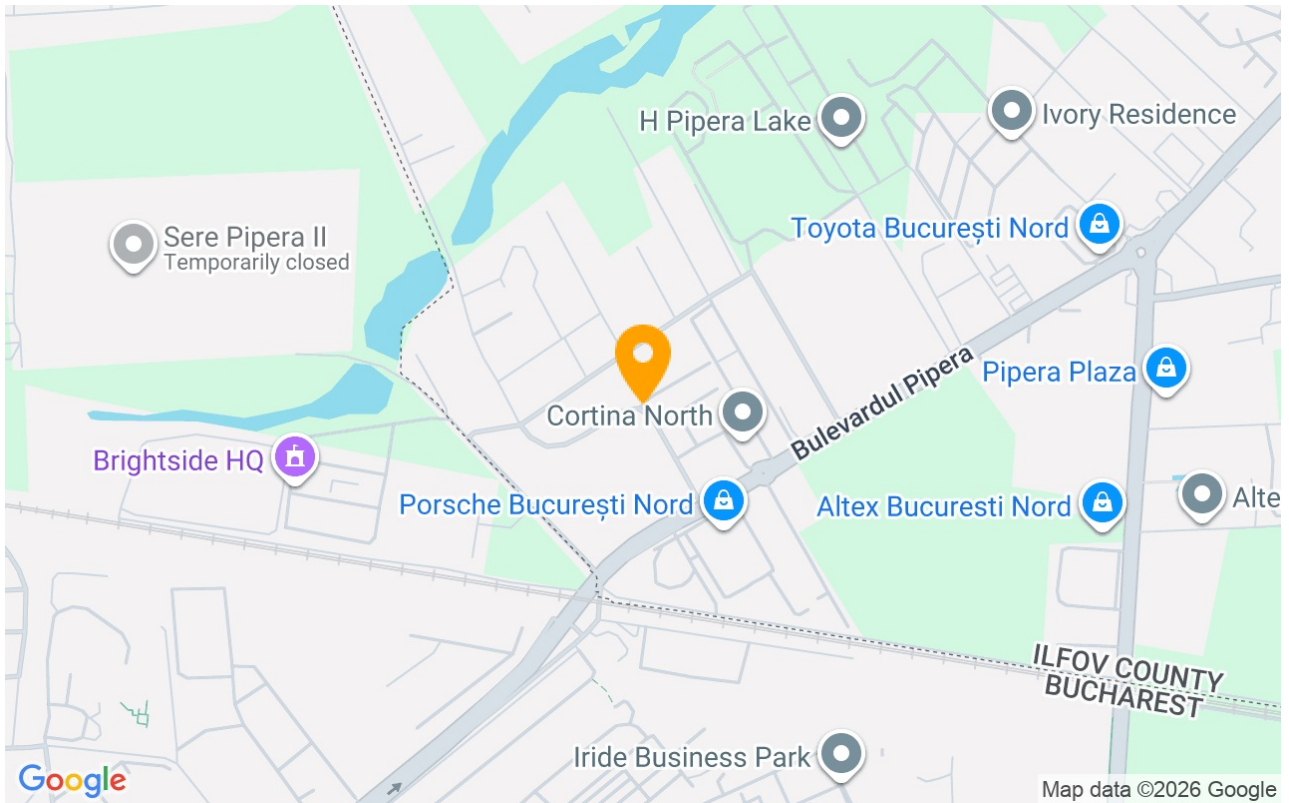 H Pipera Lake
Ivory Residence
Toyota București Nord
Sere Pipera II
Temporarily closed
Bulevardul Pipera
Pipera Plaza
Cortina North
Brightside HQ
Porsche București Nord
Altex Bucuresti Nord
Alte
ILFOV COUNTY
BUCHAREST
Iride Business Park
Google
Map data ©2026 Google